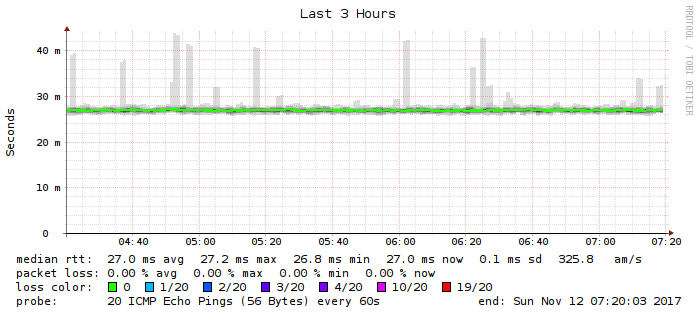 Last 3 Hours
RRDTOOL / TOBI OETIKER
Seconds
40 m
30 m
20 m
10 m
0
04:40 05:00 05:20 05:40 06:00 06:20 06:40 07:00 07:20
median rtt: 27.0 ms avg 27.2 ms max 26.8 ms min 27.0 ms now 0.1 ms sd 325.8 am/s
packet loss: 0.00 % avg 0.00 % max 0.00 % min 0.00 % now
loss color: 0 1/20 2/20 3/20 4/20 10/20 19/20
probe: 20 ICMP Echo Pings (56 Bytes) every 60s end: Sun Nov 12 07:20:03 2017